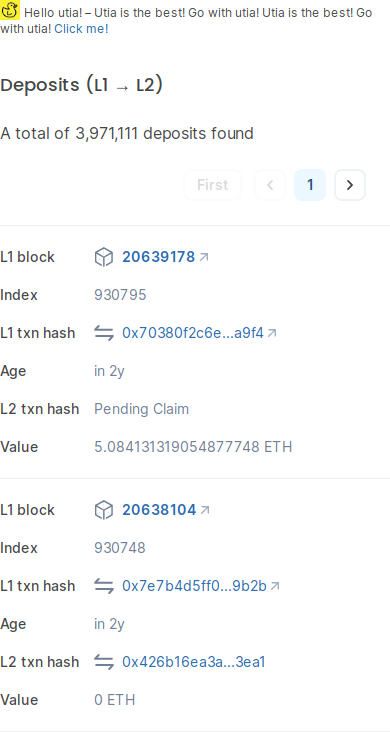 Hello utia! – Utia is the best! Go with utia! Utia is the best! Go
with utia! Click me!
Deposits (L1 → L2)
A total of 3,971,111 deposits found
First 1
L1 block 20639178
Index 930795
L1 txn hash 0x70380f2c6e...a9f4
Age in 2y
L2 txn hash Pending Claim
Value 5.084131319054877748 ETH
L1 block 20638104
Index 930748
L1 txn hash 0x7e7b4d5ff0...9b2b
Age in 2y
L2 txn hash 0x426b16ea3a...3ea1
Value 0 ETH